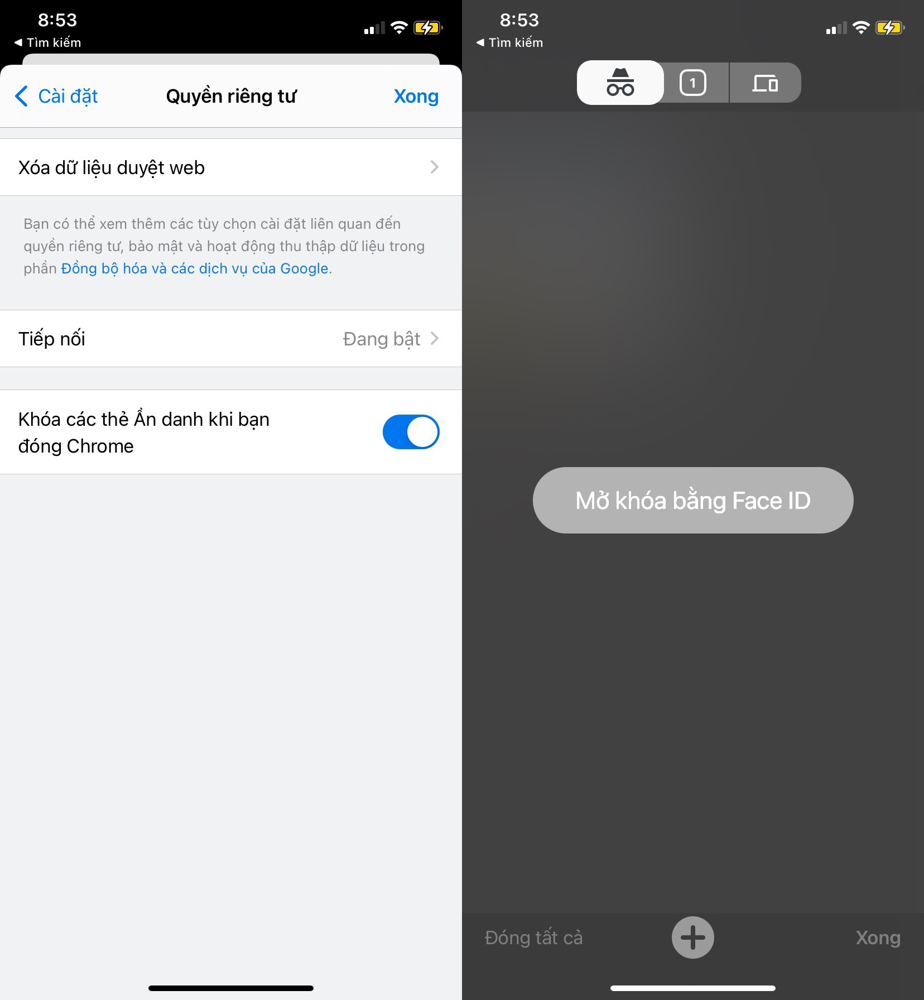 8:53
◀ Tìm kiếm
Cài đặt
Quyền riêng tư
Xong
Xóa dữ liệu duyệt web
Bạn có thể xem thêm các tùy chọn cài đặt liên quan đến
quyền riêng tư, bảo mật và hoạt động thu thập dữ liệu trong
phần Đồng bộ hóa và các dịch vụ của Google.
Tiếp nối
Đang bật
Khóa các thẻ Ẩn danh khi bạn
đóng Chrome
8:53
◀ Tìm kiếm
1
Mở khóa bằng Face ID
Đóng tất cả
Xong